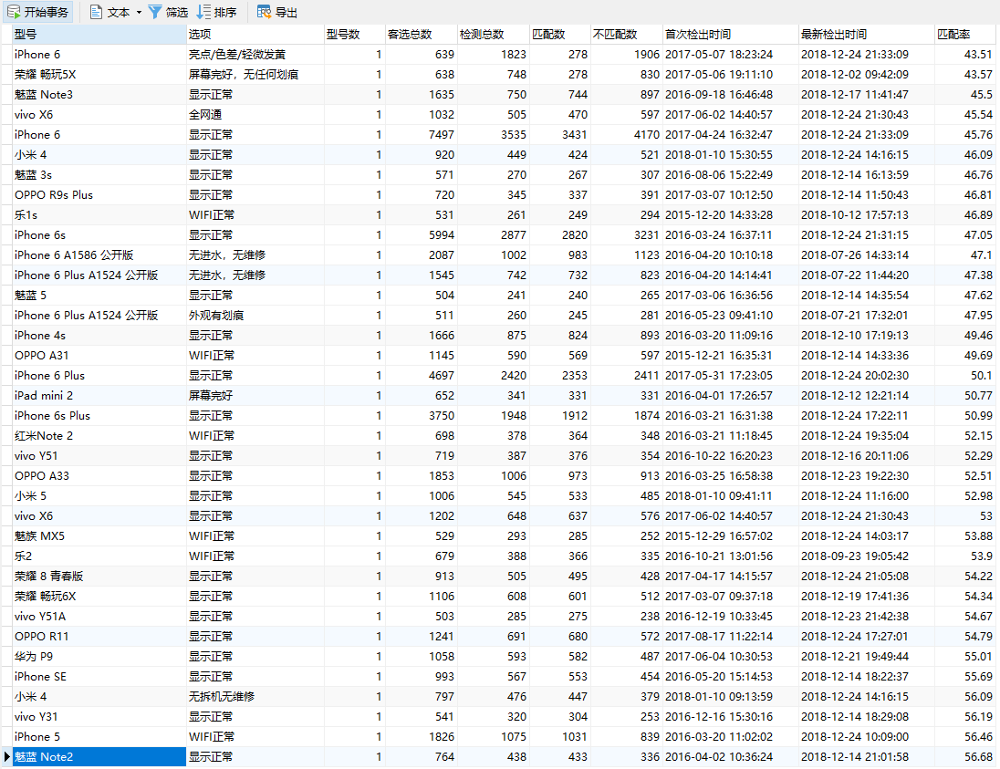 开始事务 文本 筛选 排序 导出
型号 选项 型号数 客选总数 检测总数 匹配数 不匹配数 首次检出时间 最新检出时间 匹配率
iPhone 6 亮点/色差/轻微发黄 1 639 1823 278 1906 2017-05-07 18:23:24 2018-12-24 21:33:09 43.51
荣耀 畅玩5X 屏幕完好，无任何划痕 1 638 748 278 830 2017-05-06 19:11:10 2018-12-02 09:42:09 43.57
魅蓝 Note3 显示正常 1 1635 750 744 897 2016-09-18 16:46:48 2018-12-17 11:41:47 45.5
vivo X6 全网通 1 1032 505 470 597 2017-06-02 14:40:57 2018-12-24 21:30:43 45.54
iPhone 6 显示正常 1 7497 3535 3431 4170 2017-04-24 16:32:47 2018-12-24 21:33:09 45.76
小米 4 显示正常 1 920 449 424 521 2018-01-10 15:30:55 2018-12-24 14:16:15 46.09
魅蓝 3s 显示正常 1 571 270 267 307 2016-08-06 15:22:49 2018-12-14 16:13:59 46.76
OPPO R9s Plus 显示正常 1 720 345 337 391 2017-03-07 10:12:50 2018-12-14 11:50:43 46.81
乐1s WIFI正常 1 531 261 249 294 2015-12-20 14:33:28 2018-10-12 17:57:13 46.89
iPhone 6s 显示正常 1 5994 2877 2820 3231 2016-03-24 16:37:11 2018-12-24 21:31:15 47.05
iPhone 6 A1586 公开版 无进水，无维修 1 2087 1002 983 1123 2016-04-20 10:10:18 2018-07-26 14:33:14 47.1
iPhone 6 Plus A1524 公开版 无进水，无维修 1 1545 742 732 823 2016-04-20 14:14:41 2018-07-22 11:44:20 47.38
魅蓝 5 显示正常 1 504 241 240 265 2017-03-06 16:36:56 2018-12-14 14:35:54 47.62
iPhone 6 Plus A1524 公开版 外观有划痕 1 511 260 245 281 2016-05-23 09:41:10 2018-07-21 17:32:01 47.95
iPhone 4s 显示正常 1 1666 875 824 893 2016-03-20 11:09:16 2018-12-10 17:19:13 49.46
OPPO A31 WIFI正常 1 1145 590 569 597 2015-12-21 16:35:31 2018-12-14 14:33:36 49.69
iPhone 6 Plus 显示正常 1 4697 2420 2353 2411 2017-05-31 17:23:05 2018-12-24 20:02:30 50.1
iPad mini 2 屏幕完好 1 652 341 331 331 2016-04-01 17:26:57 2018-12-12 12:21:14 50.77
iPhone 6s Plus 显示正常 1 3750 1948 1912 1874 2016-03-21 16:31:38 2018-12-24 17:22:11 50.99
红米Note 2 WIFI正常 1 698 378 364 348 2016-03-21 11:18:45 2018-12-24 19:35:04 52.15
vivo Y51 显示正常 1 719 387 376 354 2016-10-22 16:20:23 2018-12-16 20:11:06 52.29
OPPO A33 显示正常 1 1853 1006 973 913 2016-03-25 16:58:38 2018-12-23 19:22:30 52.51
小米 5 显示正常 1 1006 545 533 485 2018-01-10 09:41:11 2018-12-24 11:16:00 52.98
vivo X6 显示正常 1 1202 648 637 576 2017-06-02 14:40:57 2018-12-24 21:30:43 53
魅族 MX5 WIFI正常 1 529 293 285 252 2015-12-29 16:57:02 2018-12-24 14:03:17 53.88
乐2 WIFI正常 1 679 388 366 335 2016-10-21 13:01:56 2018-09-23 19:05:42 53.9
荣耀 8 青春版 显示正常 1 913 505 495 428 2017-04-17 14:15:57 2018-12-24 21:05:08 54.22
荣耀 畅玩6X 显示正常 1 1106 608 601 512 2017-03-07 09:37:18 2018-12-19 17:41:36 54.34
vivo Y51A 显示正常 1 503 285 275 238 2016-12-19 10:33:45 2018-12-23 21:42:38 54.67
OPPO R11 显示正常 1 1241 691 680 572 2017-08-17 11:22:14 2018-12-24 17:27:01 54.79
华为 P9 显示正常 1 1058 593 582 487 2017-06-04 10:30:53 2018-12-21 19:49:44 55.01
iPhone SE 显示正常 1 993 567 553 454 2016-05-20 15:14:53 2018-12-14 18:22:37 55.69
小米 4 无拆机无维修 1 797 476 447 379 2018-01-10 09:13:59 2018-12-24 14:16:15 56.09
vivo Y31 显示正常 1 541 320 304 253 2016-12-16 15:30:16 2018-12-14 18:29:08 56.19
iPhone 5 WIFI正常 1 1826 1075 1031 839 2016-03-20 11:02:02 2018-12-24 10:09:00 56.46
魅蓝 Note2 显示正常 1 764 438 433 336 2016-04-02 10:36:24 2018-12-14 21:01:58 56.68